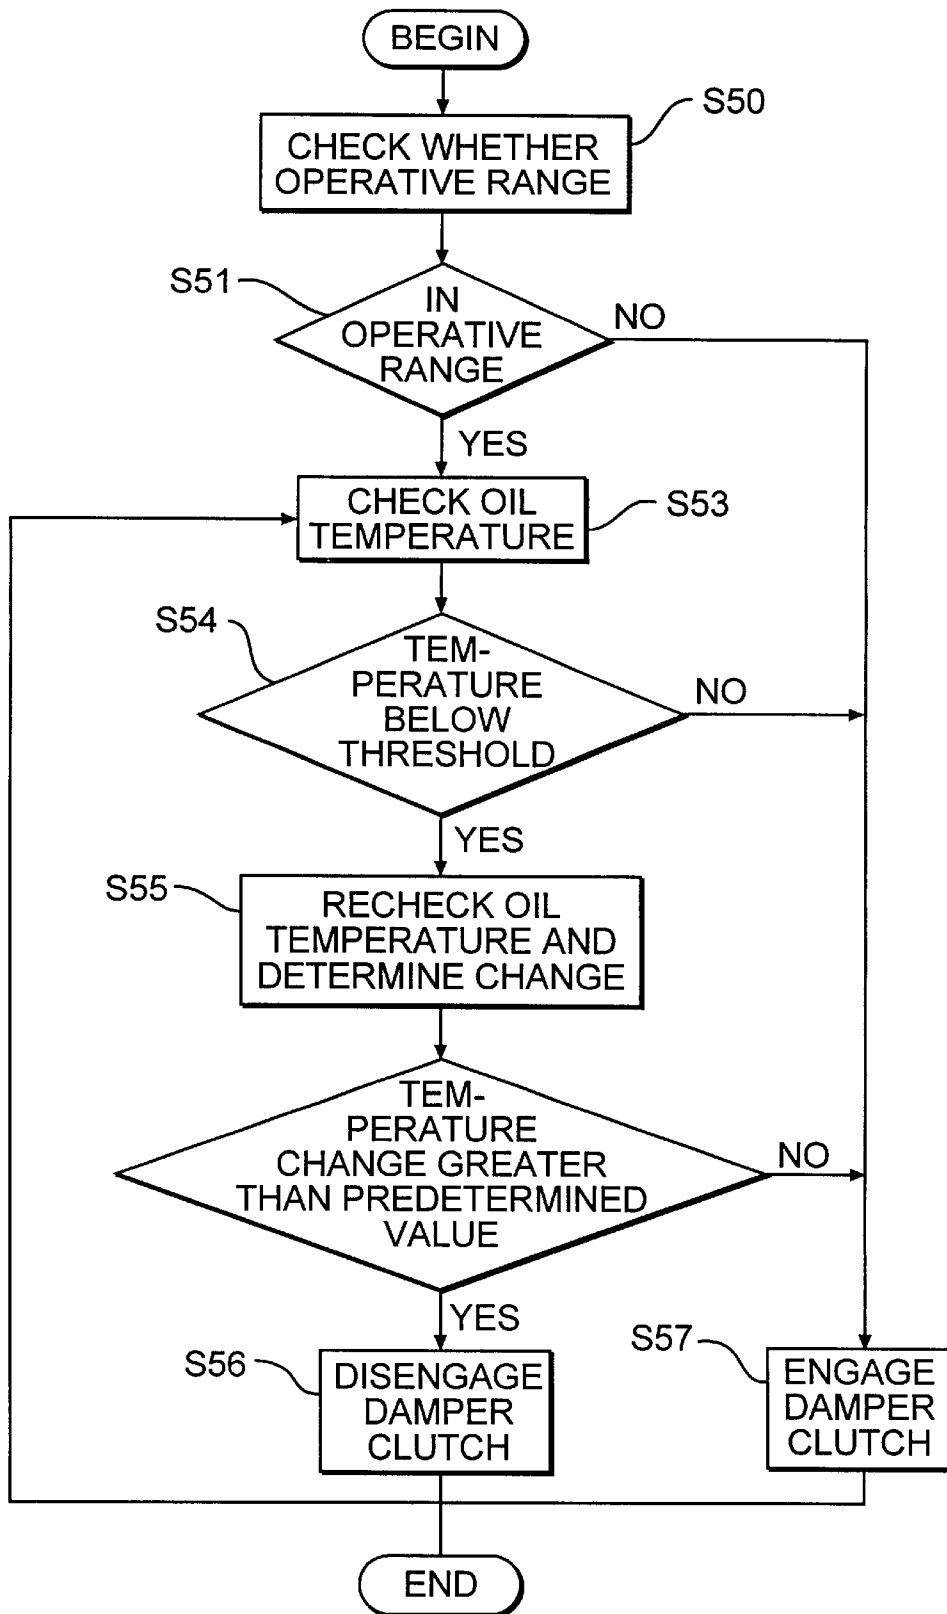 BEGIN
S50
CHECK WHETHER
OPERATIVE RANGE
S51
IN
OPERATIVE
RANGE
NO
YES
CHECK OIL
TEMPERATURE
S53
S54
TEM-
PERATURE
BELOW
THRESHOLD
NO
YES
S55
RECHECK OIL
TEMPERATURE AND
DETERMINE CHANGE
TEM-
PERATURE
CHANGE GREATER
THAN PREDETERMINED
VALUE
NO
YES
S56
DISENGAGE
DAMPER
CLUTCH
S57
ENGAGE
DAMPER
CLUTCH
END